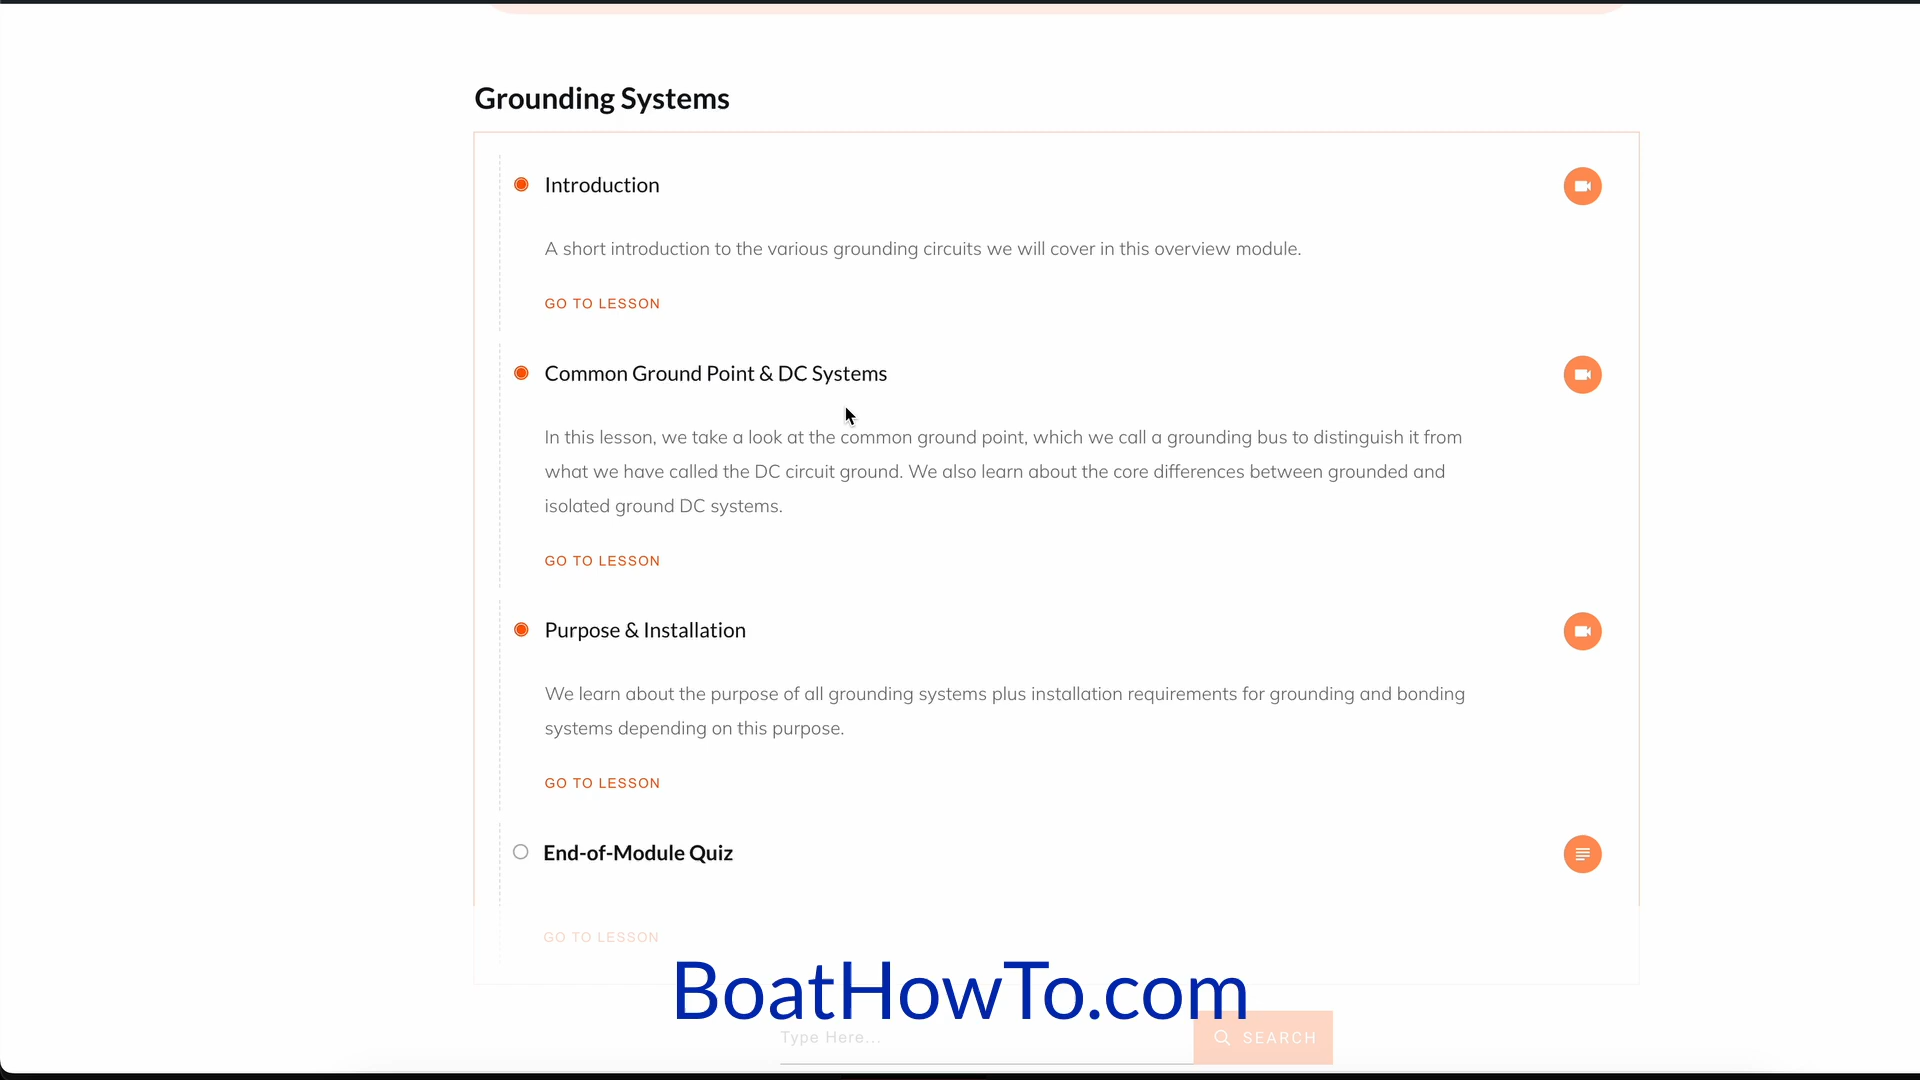 Grounding Systems
Introduction
A short introduction to the various grounding circuits we will cover in this overview module.
GO TO LESSON
Common Ground Point & DC Systems
In this lesson, we take a look at the common ground point, which we call a grounding bus to distinguish it from
what we have called the DC circuit ground. We also learn about the core differences between grounded and
isolated ground DC systems.
GO TO LESSON
Purpose & Installation
We learn about the purpose of all grounding systems plus installation requirements for grounding and bonding
systems depending on this purpose.
GO TO LESSON
End-of-Module Quiz
GO TO LESSON
BoatHowTo.com
Type Here...
SEARCH